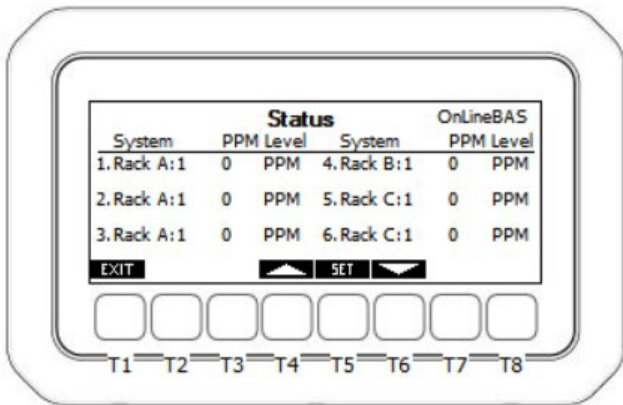 Status OnLineBAS
System PPM Level System PPM Level
1. Rack A:1 0 PPM 4. Rack B:1 0 PPM
2. Rack A:1 0 PPM 5. Rack C:1 0 PPM
3. Rack A:1 0 PPM 6. Rack C:1 0 PPM
EXIT SET
T1 T2 T3 T4 T5 T6 T7 T8